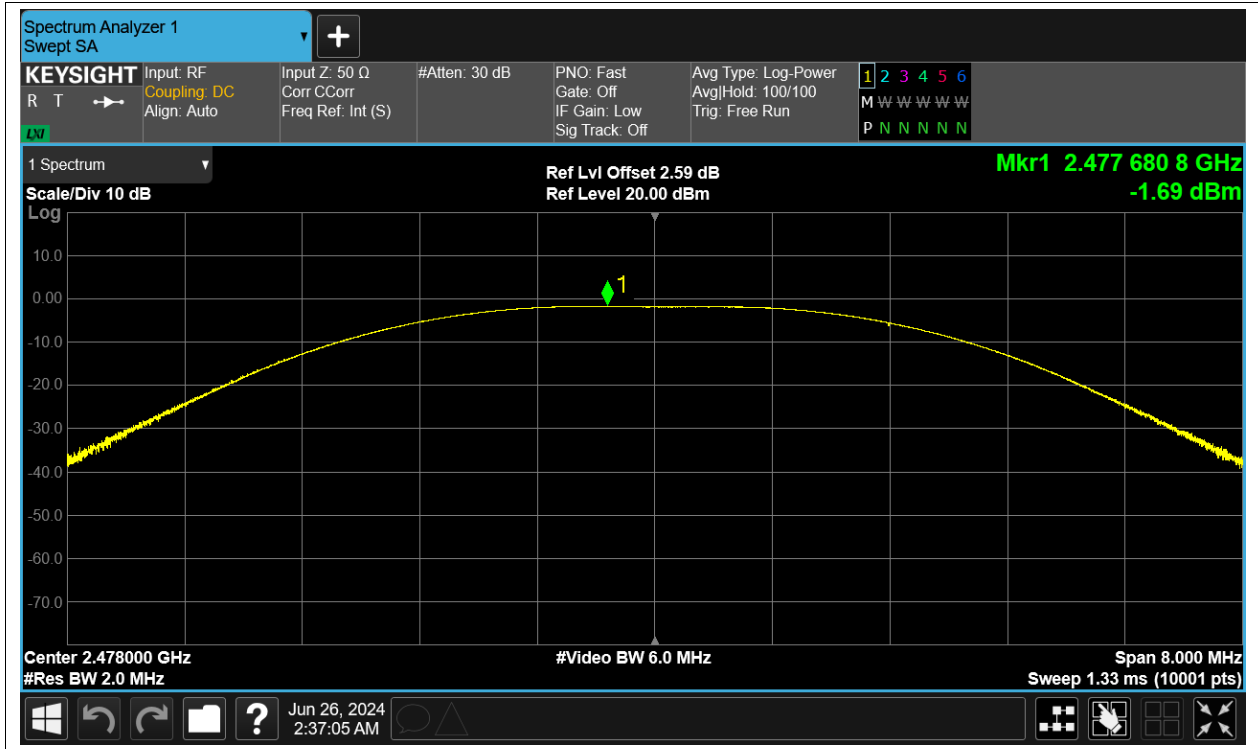 Spectrum Analyzer 1
Swept SA
+
KEYSIGHT
R T
LXI
Input: RF
Coupling: DC
Align: Auto
Input Z: 50 Ω
Corr CCorr
Freq Ref: Int (S)
#Atten: 30 dB
PNO: Fast
Gate: Off
IF Gain: Low
Sig Track: Off
Avg Type: Log-Power
Avg|Hold: 100/100
Trig: Free Run
1 2 3 4 5 6
M W W W W W
P N N N N N
1 Spectrum
Scale/Div 10 dB
Log
Ref Lvl Offset 2.59 dB
Ref Level 20.00 dBm
Mkr1 2.477 680 8 GHz
-1.69 dBm
10.0
0.00
-10.0
-20.0
-30.0
-40.0
-50.0
-60.0
-70.0
1
Center 2.478000 GHz
#Res BW 2.0 MHz
#Video BW 6.0 MHz
Span 8.000 MHz
Sweep 1.33 ms (10001 pts)
?
Jun 26, 2024
2:37:05 AM